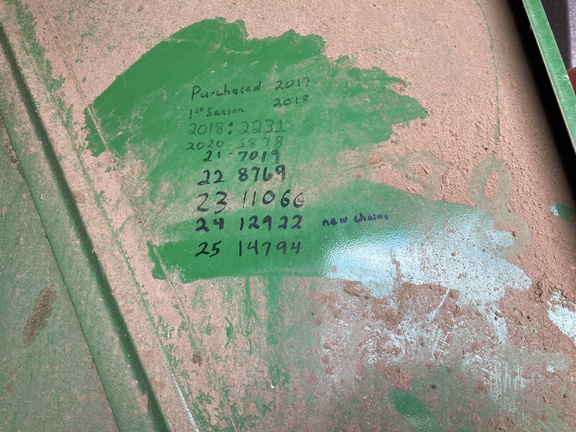 Purchased 2017
1st Season 2018
2018: 2231
2020 5878
21 - 7019
22 8769
23 11066
24 12922 new chains
25 14794